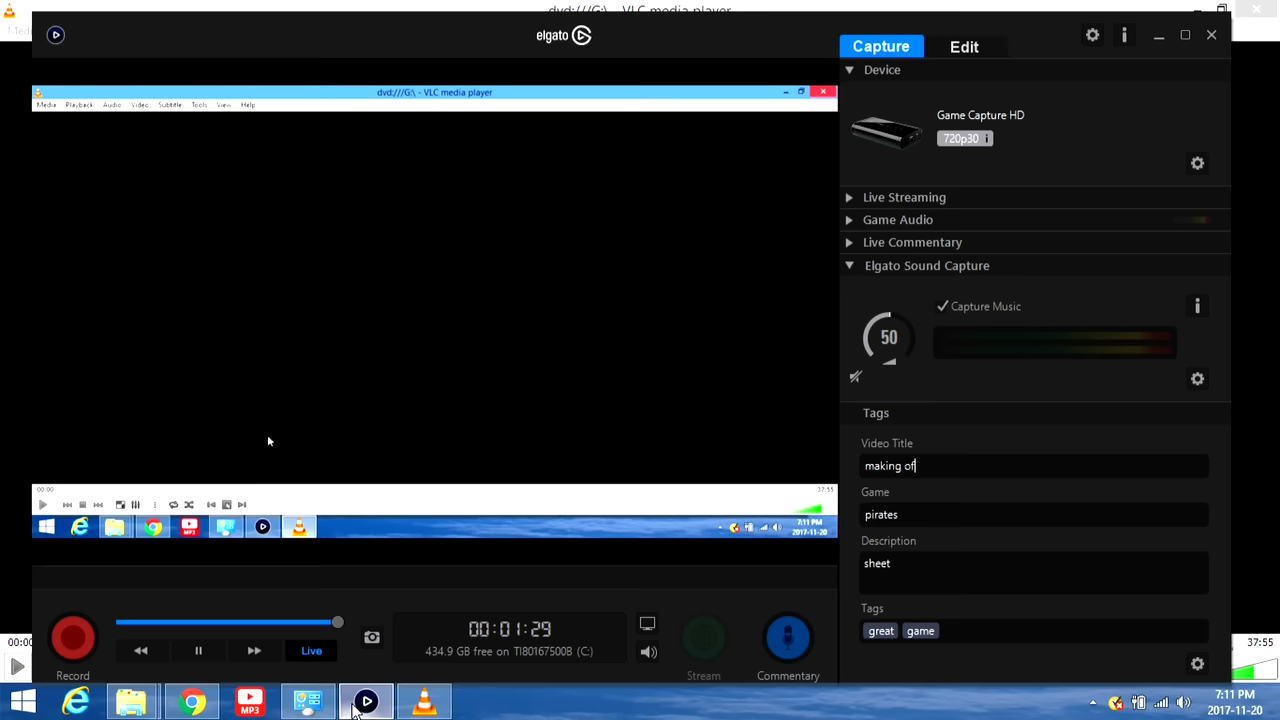 dvd:///G:\ - VLC media player
elgato
Capture
Edit
Device
Game Capture HD
720p30 i
Live Streaming
Game Audio
Live Commentary
Elgato Sound Capture
50
Capture Music
Tags
Video Title
making of
Game
pirates
Description
sheet
Tags
great game
dvd:///G:\ - VLC media player
Media Playback Audio Video Subtitle Tools View Help
00:00
37:55
7:11 PM
2017-11-20
MP3
00:01:29
434.9 GB free on TI80167500B (C:)
Live
Record
Stream
Commentary
00:00
37:55
MP3
7:11 PM
2017-11-20